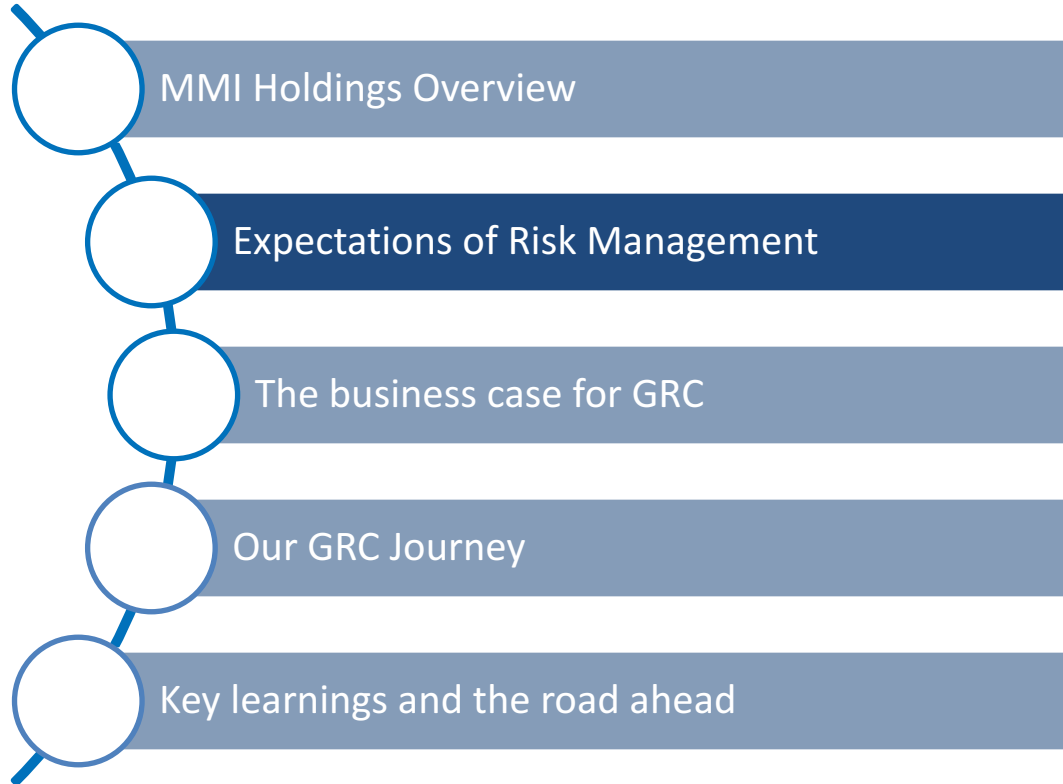 MMI Holdings Overview
Expectations of Risk Management
The business case for GRC
Our GRC Journey
Key learnings and the road ahead